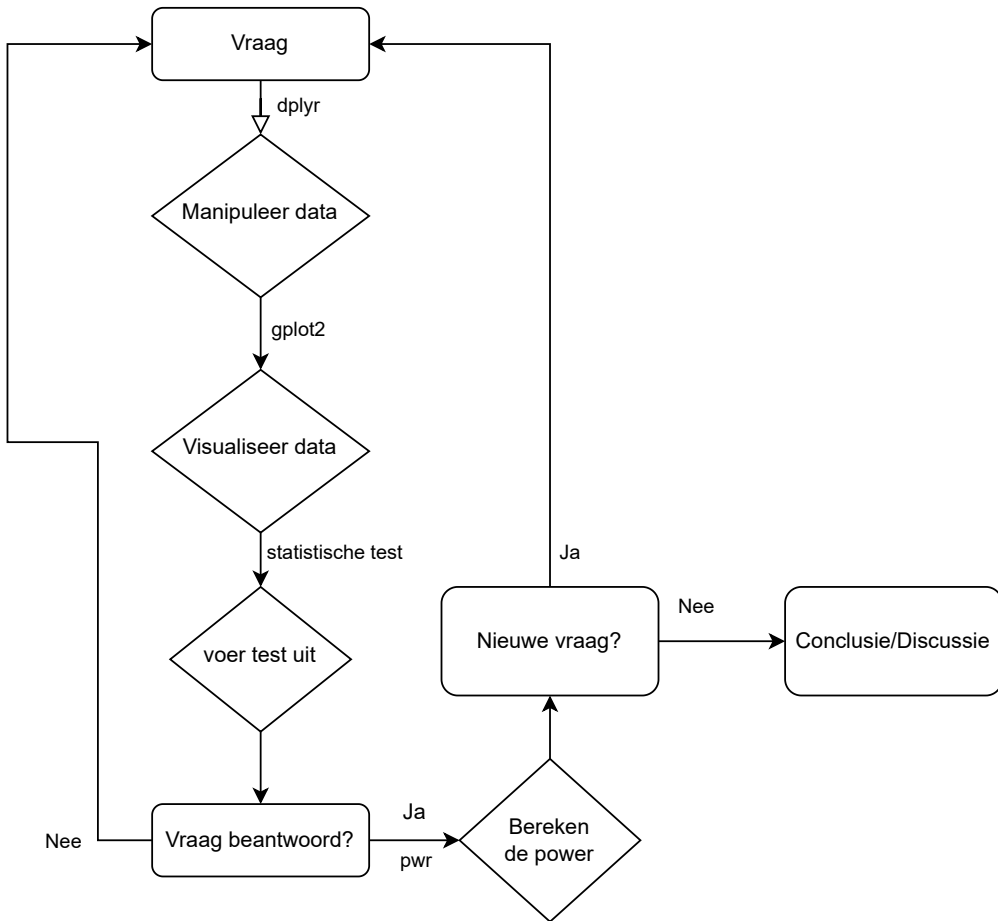 Vraag
dplyr
Manipuleer data
gplot2
Visualiseer data
statistische test
voer test uit
Vraag beantwoord?
Nee
Ja
pwr
Bereken
de power
Nieuwe vraag?
Ja
Nee
Conclusie/Discussie